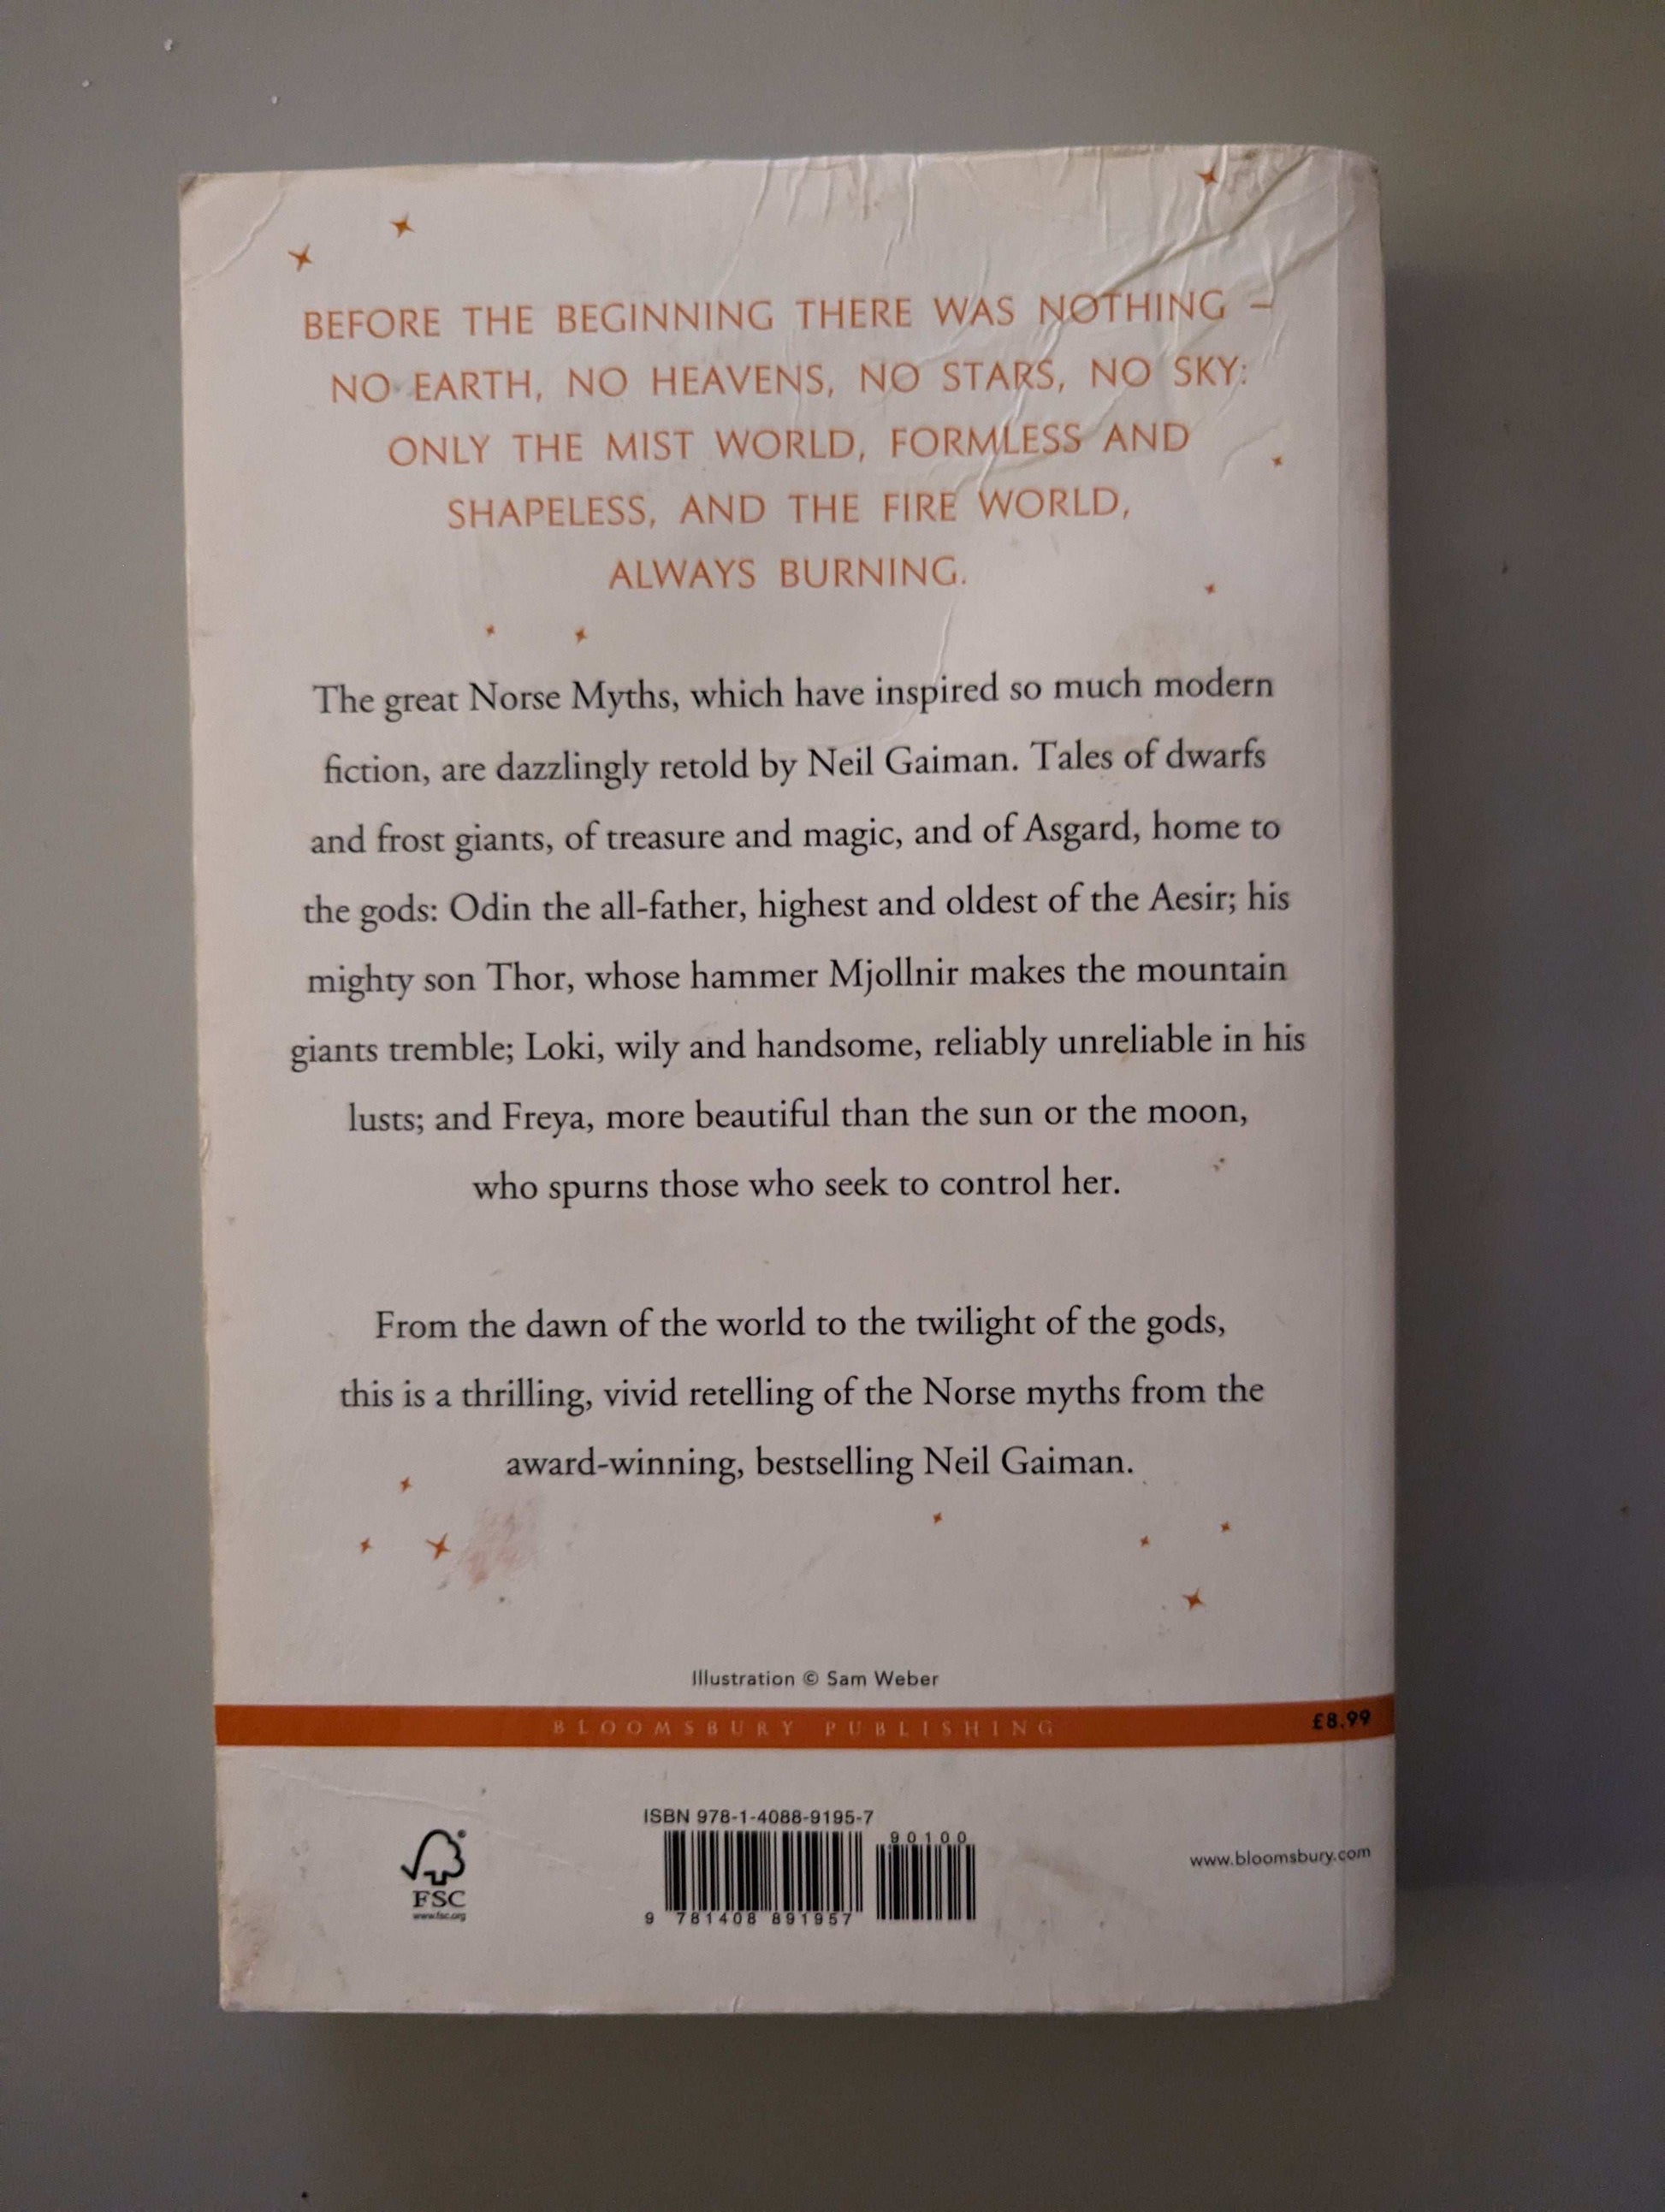 BEFORE THE BEGINNING THERE WAS NOTHING –
NO EARTH, NO HEAVENS, NO STARS, NO SKY:
ONLY THE MIST WORLD, FORMLESS AND
SHAPELESS, AND THE FIRE WORLD,
ALWAYS BURNING.
The great Norse Myths, which have inspired so much modern
fiction, are dazzlingly retold by Neil Gaiman. Tales of dwarfs
and frost giants, of treasure and magic, and of Asgard, home to
the gods: Odin the all-father, highest and oldest of the Aesir; his
mighty son Thor, whose hammer Mjollnir makes the mountain
giants tremble; Loki, wily and handsome, reliably unreliable in his
lusts; and Freya, more beautiful than the sun or the moon,
who spurns those who seek to control her.
From the dawn of the world to the twilight of the gods,
this is a thrilling, vivid retelling of the Norse myths from the
award-winning, bestselling Neil Gaiman.
Illustration © Sam Weber
BLOOMSBURY PUBLISHING
£8.99
ISBN 978-1-4088-9195-7
90100
9 781408 891957
FSC®
www.fsc.org
www.bloomsbury.com